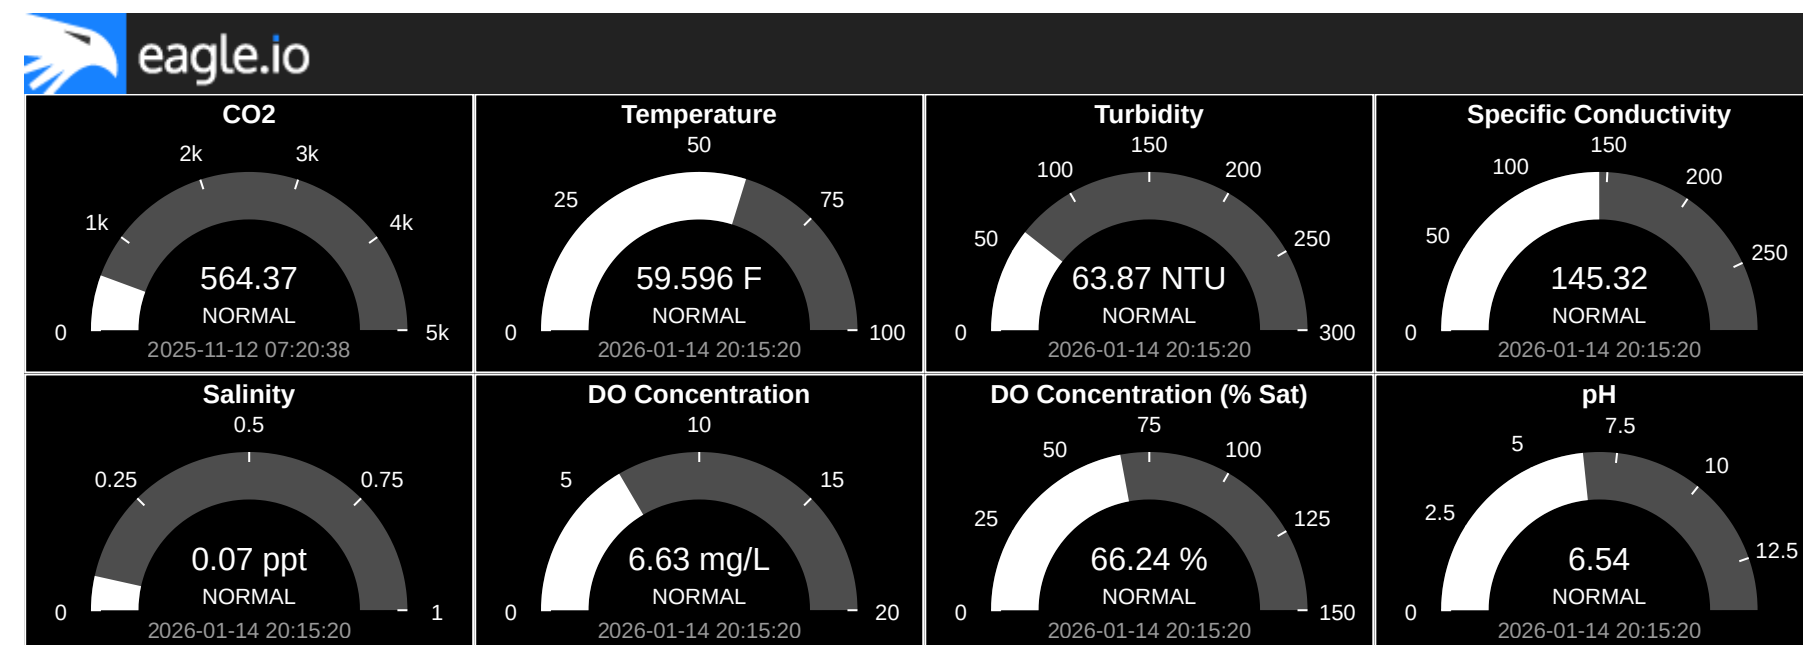 eagle.io
CO2
0
1k
2k
3k
4k
5k
564.37
NORMAL
2025-11-12 07:20:38
Temperature
0
25
50
75
100
59.596 F
NORMAL
2026-01-14 20:15:20
Turbidity
0
50
100
150
200
250
300
63.87 NTU
NORMAL
2026-01-14 20:15:20
Specific Conductivity
0
50
100
150
200
250
145.32
NORMAL
2026-01-14 20:15:20
Salinity
0
0.25
0.5
0.75
1
0.07 ppt
NORMAL
2026-01-14 20:15:20
DO Concentration
0
5
10
15
20
6.63 mg/L
NORMAL
2026-01-14 20:15:20
DO Concentration (% Sat)
0
25
50
75
100
125
150
66.24 %
NORMAL
2026-01-14 20:15:20
pH
0
2.5
5
7.5
10
12.5
6.54
NORMAL
2026-01-14 20:15:20